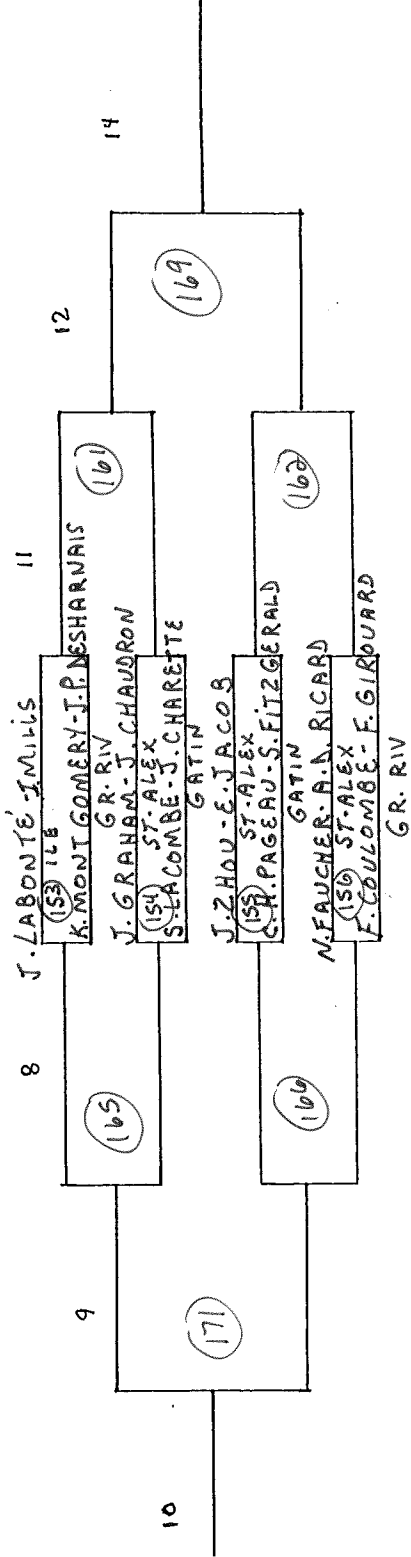 10 9 8 11 12 14
J. LABONTÉ - I MILIS
153 ILE
K. MONTGOMERY - J.P. DESHARNAIS
GR. RIV
J. GRAHAM - J. CHAUDRON
154 ST-ALEX
S. LACOMBE - J. CHARETTE
GATIN
J. ZHOU - E. JACOB
155 ST-ALEX
C.H. PAGEAU - S. FITZGERALD
GATIN
N. FAUCHER - A.D. RICARD
156 ST-ALEX
F. COULOMBE - F. GIROUARD
GR. RIV
165 161
171 169
166 162